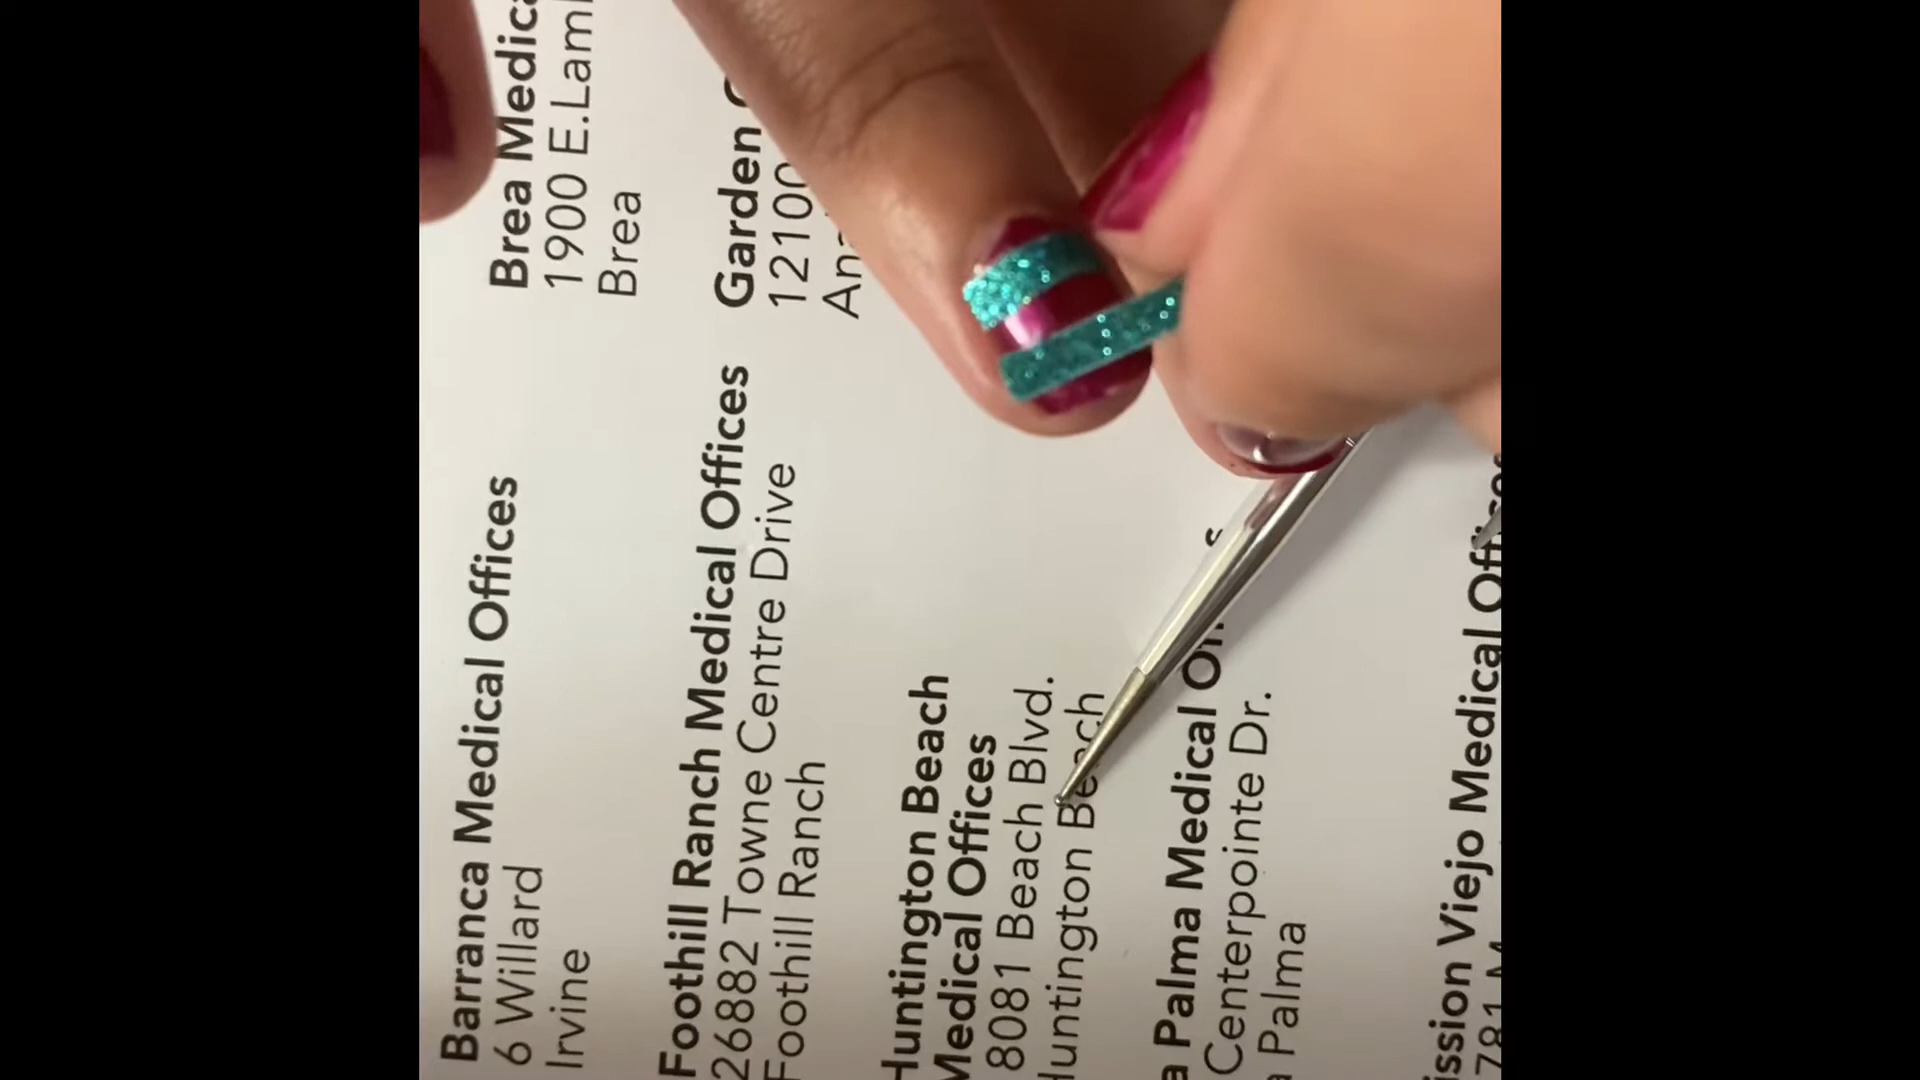 Barranca Medical Offices
6 Willard
Irvine
Brea
1900 E.
Brea
Foothill Ranch Medical Offices
26882 Towne Centre Drive
Foothill Ranch
Garden
12100
Huntington Beach
Medical Offices
8081 Beach Blvd.
Huntington Beach
Palma Medical
Centerpointe Dr.
Palma
Viejo Medical